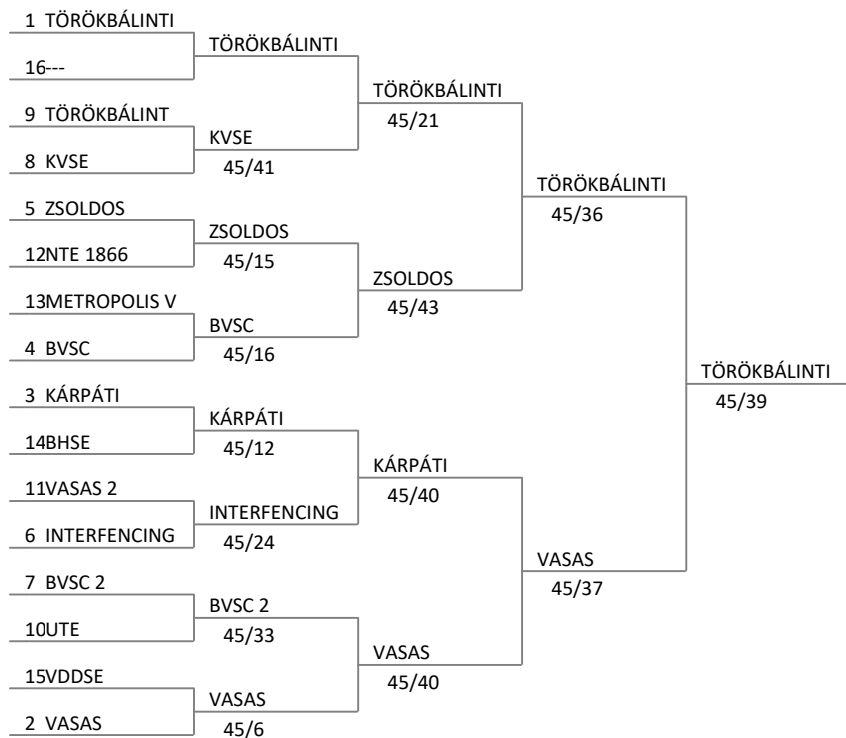 1 TÖRÖKBÁLINTI
TÖRÖKBÁLINTI
16---
TÖRÖKBÁLINTI
9 TÖRÖKBÁLINT
45/21
KVSE
8 KVSE
45/41
TÖRÖKBÁLINTI
5 ZSOLDOS
45/36
ZSOLDOS
12NTE 1866
45/15
ZSOLDOS
13METROPOLIS V
45/43
BVSC
4 BVSC
45/16
TÖRÖKBÁLINTI
3 KÁRPÁTI
45/39
KÁRPÁTI
14BHSE
45/12
KÁRPÁTI
11VASAS 2
45/40
INTERFENCING
6 INTERFENCING
45/24
VASAS
7 BVSC 2
45/37
BVSC 2
10UTE
45/33
VASAS
15VDDSE
45/40
VASAS
2 VASAS
45/6